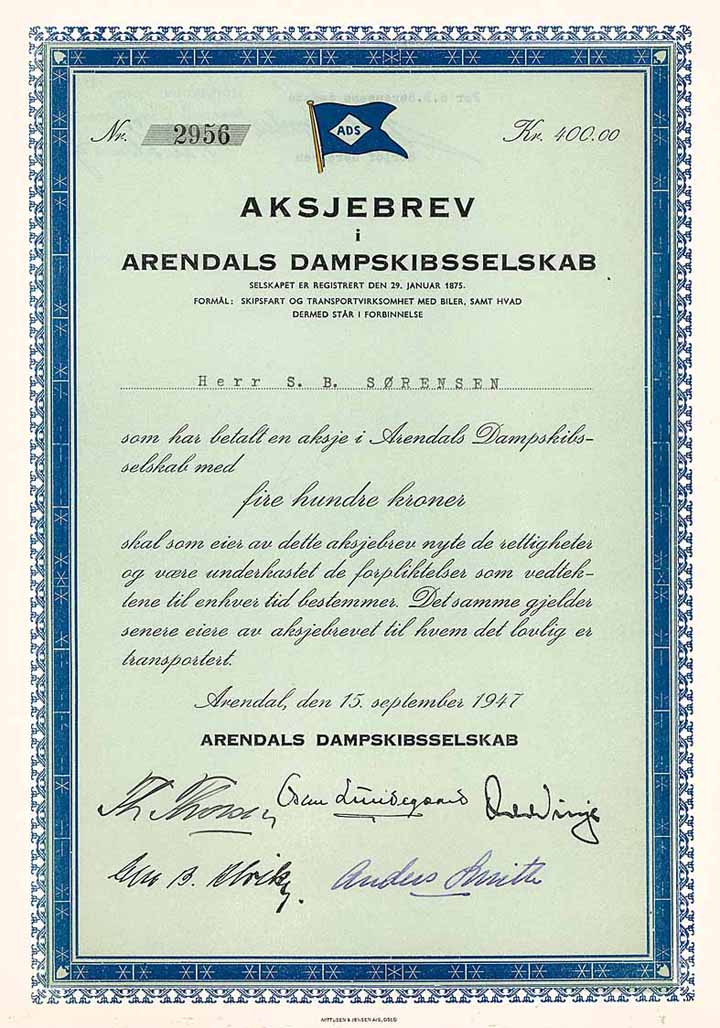 Nr. 2956
ADS
Kr. 400.00
AKSJEBREV
i
ARENDALS DAMPSKIBSSELSKAB
SELSKAPET ER REGISTRERT DEN 29. JANUAR 1875.
FORMÅL: SKIPSFART OG TRANSPORTVIRKSOMHET MED BILER, SAMT HVAD
DERMED STÅR I FORBINNELSE
Herr S. B. SØRENSEN
som har betalt en aksje i Arendals Dampskibs-
selskab med
fire hundre kroner
skal som eier av dette aksjebrev nyte de rettigheter
og være underkastet de forpliktelser som vedtek-
tene til enhver tid bestemmer. Det samme gjelder
senere eiere av aksjebrevet til hvem det lovlig er
transportert.
Arendal, den 15. september 1947
ARENDALS DAMPSKIBSSELSKAB
Th. Thorsen
Anders Smith
& JENSEN A/S, OSLO